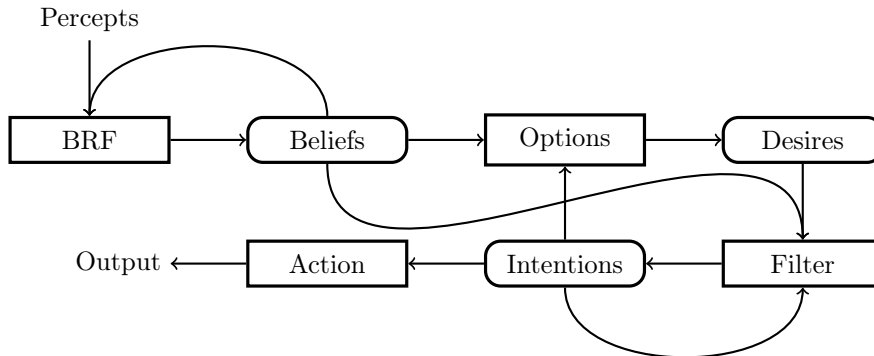 Percepts
BRF
Beliefs
Options
Desires
Output
Action
Intentions
Filter